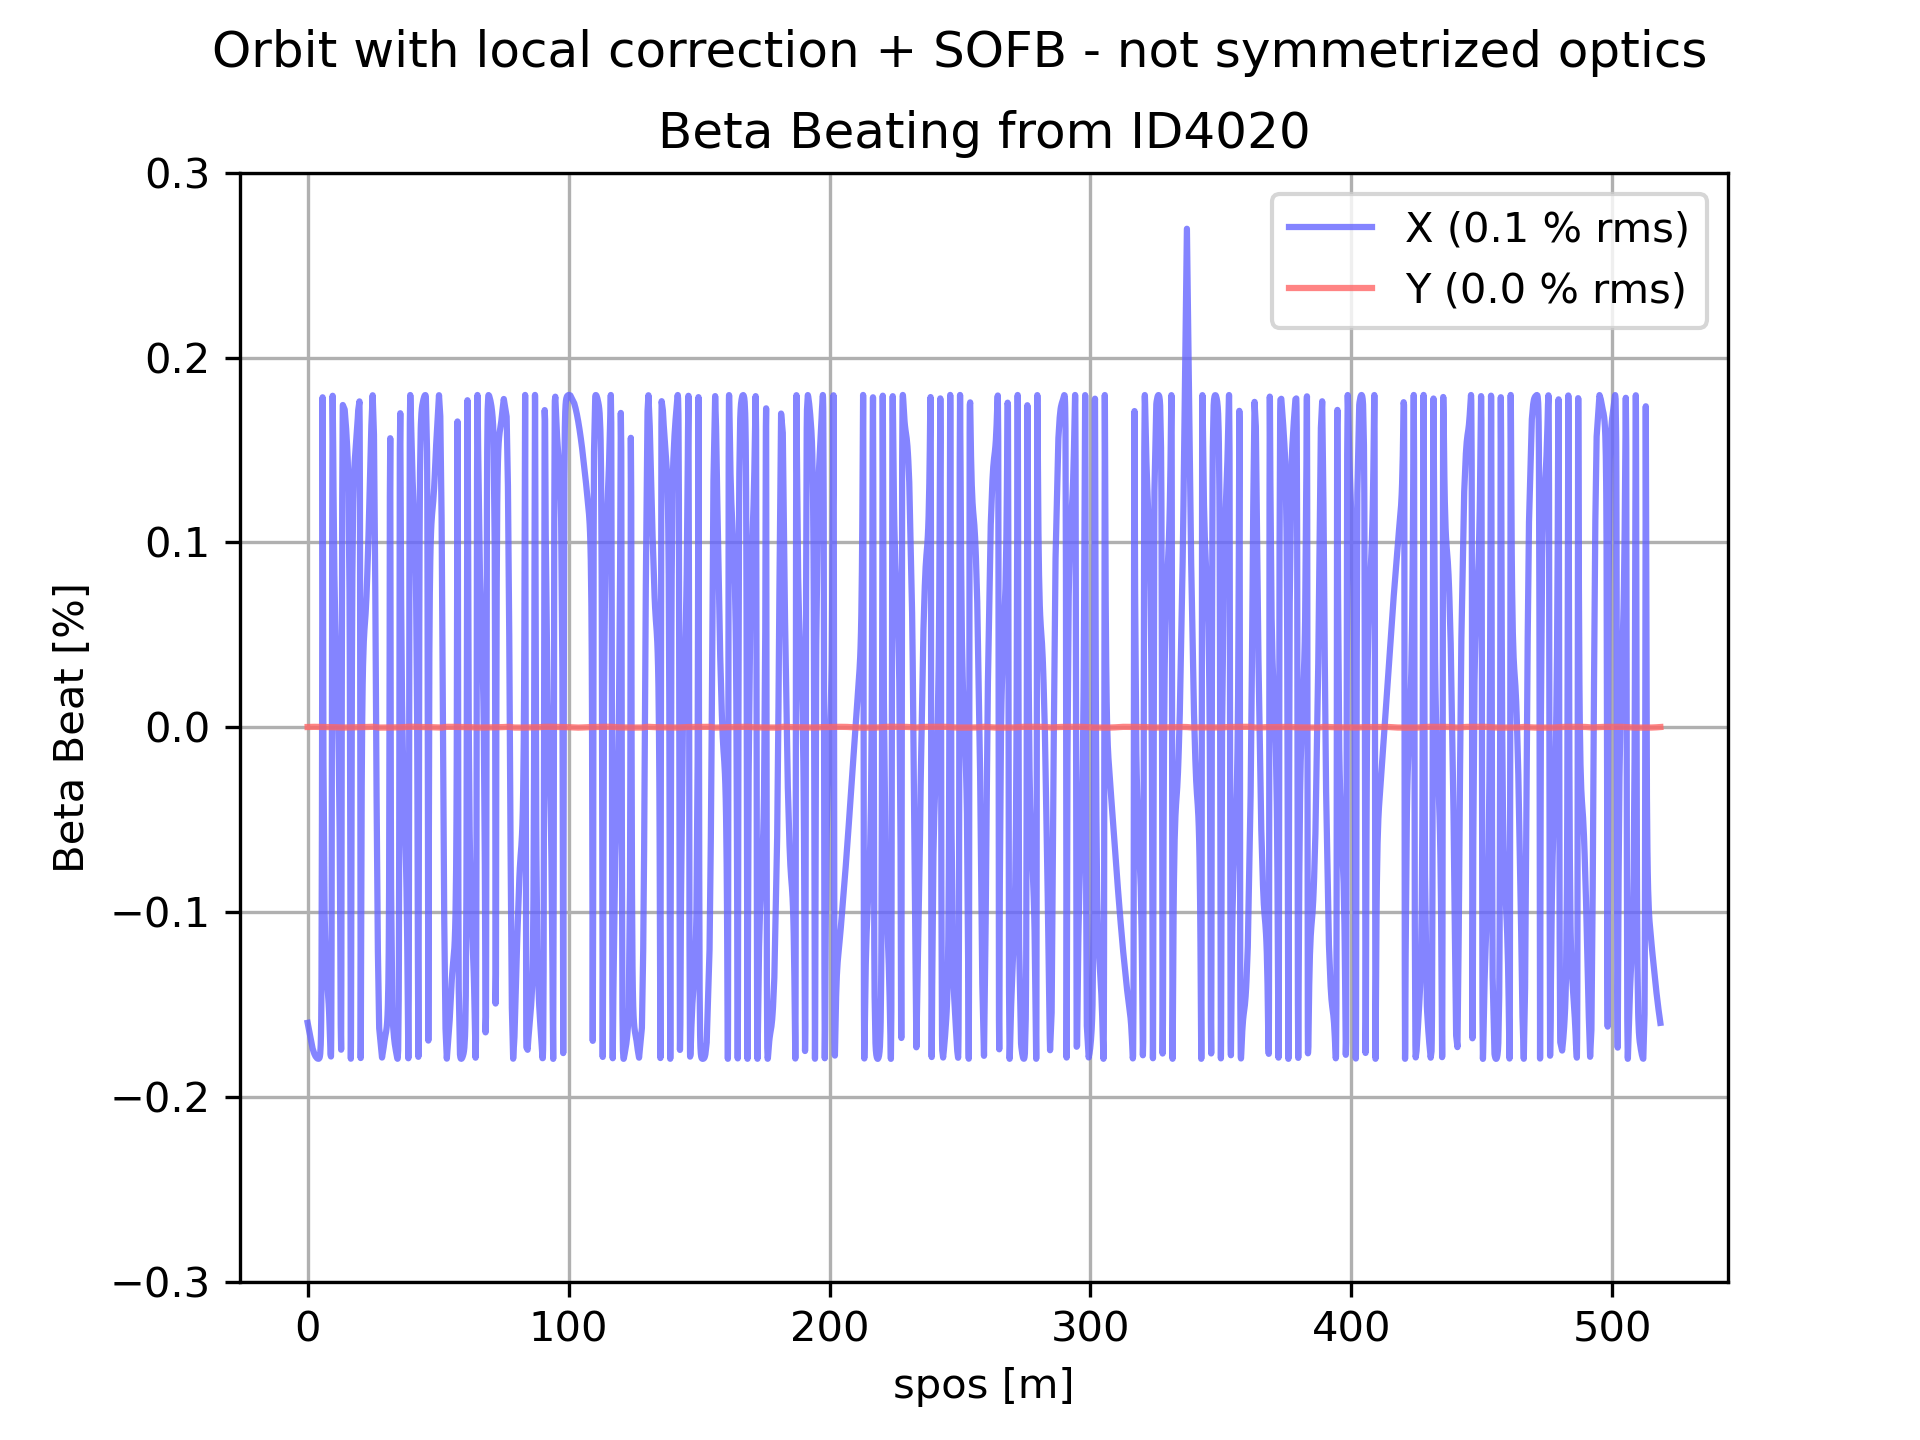 Orbit with local correction + SOFB - not symmetrized optics
Beta Beating from ID4020
0.3
0.2
0.1
0.0
−0.1
−0.2
−0.3
Beta Beat [%]
X (0.1 % rms)
Y (0.0 % rms)
0 100 200 300 400 500
spos [m]